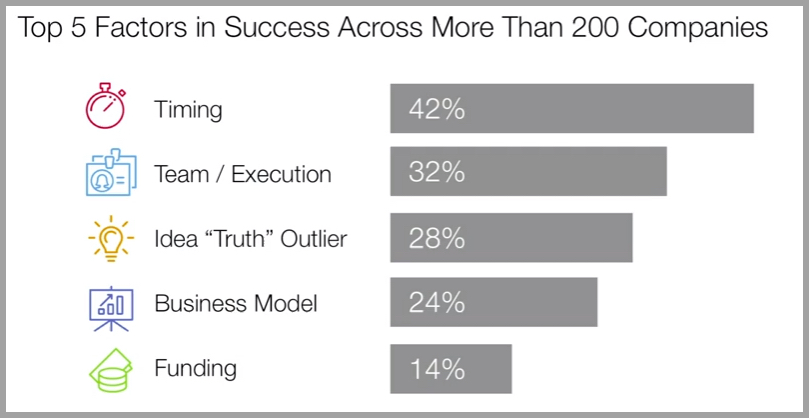 Top 5 Factors in Success Across More Than 200 Companies
Timing 42%
Team / Execution 32%
Idea “Truth” Outlier 28%
Business Model 24%
Funding 14%